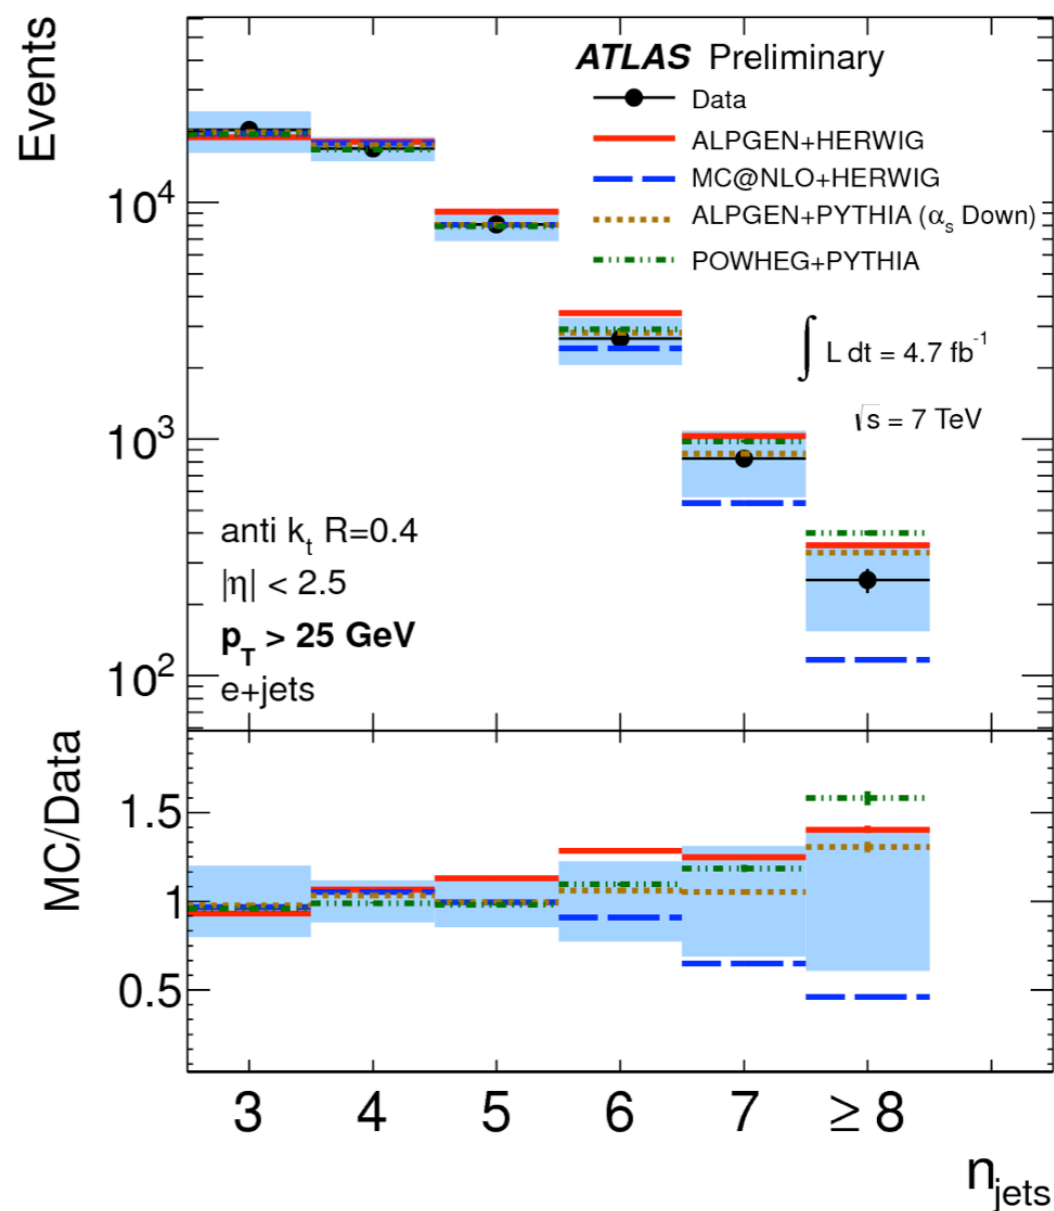 Events
ATLAS Preliminary
Data
ALPGEN+HERWIG
MC@NLO+HERWIG
ALPGEN+PYTHIA (αs Down)
POWHEG+PYTHIA
∫ L dt = 4.7 fb⁻¹
√s = 7 TeV
10⁴
10³
10²
anti kt R=0.4
|η| < 2.5
pT > 25 GeV
e+jets
MC/Data
1.5
1
0.5
3 4 5 6 7 ≥ 8
njets